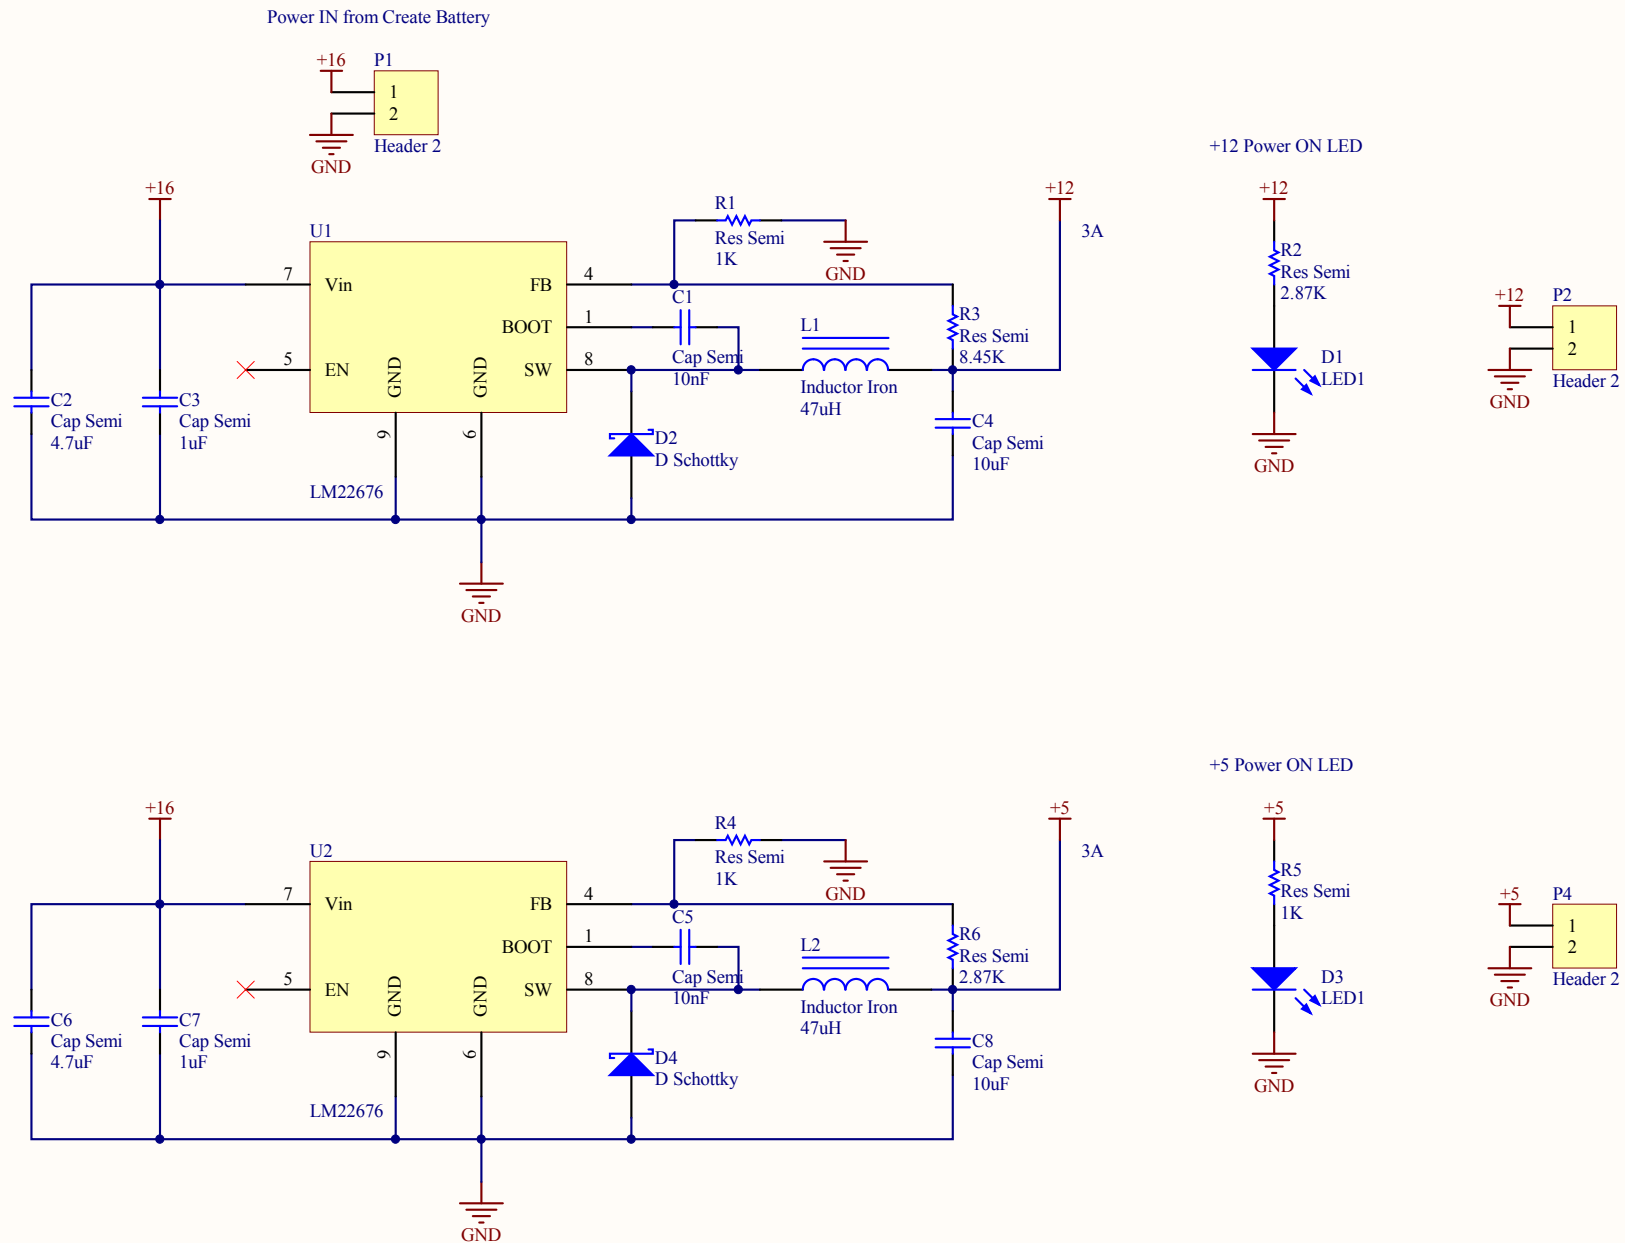 Power IN from Create Battery
+16
P1
1
2
Header 2
GND
+12 Power ON LED
+16
+12
+12
R1
Res Semi
1K
GND
3A
U1
7
Vin
FB
4
BOOT
1
5
EN
GND
GND
SW
8
9
6
LM22676
C1
Cap Semi
10nF
L1
Inductor Iron
47uH
R3
Res Semi
8.45K
R2
Res Semi
2.87K
D1
LED1
GND
+12
P2
1
2
Header 2
GND
C2
Cap Semi
4.7uF
C3
Cap Semi
1uF
D2
D Schottky
C4
Cap Semi
10uF
GND
+5 Power ON LED
+16
+5
+5
R4
Res Semi
1K
GND
3A
U2
7
Vin
FB
4
BOOT
1
5
EN
GND
GND
SW
8
9
6
LM22676
C5
Cap Semi
10nF
L2
Inductor Iron
47uH
R6
Res Semi
2.87K
R5
Res Semi
1K
D3
LED1
GND
+5
P4
1
2
Header 2
GND
C6
Cap Semi
4.7uF
C7
Cap Semi
1uF
D4
D Schottky
C8
Cap Semi
10uF
GND